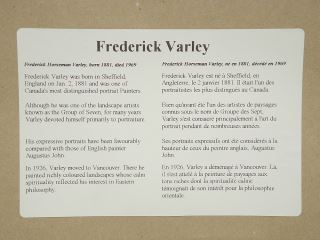 Frederick Varley
Frederick Horseman Varley, born 1881, died 1969
Frederick Varley was born in Sheffield,
England on Jan. 2, 1881 and was one of
Canada's most distinguished portrait Painters.
Although he was one of the landscape artists
known as the Group of Seven, for many years
Varley devoted himself primarily to portraiture.
His expressive portraits have been favourably
compared with those of English painter
Augustus John.
In 1926, Varley moved to Vancouver. There he
painted richly coloured landscapes whose calm
spirituality reflected his interest in Eastern
philosophy.
Frederick Horseman Varley, né en 1881, décédé en 1969
Frederick Varley est né à Sheffield, en
Angleterre, le 2 janvier 1881. Il était l'un des
portraitistes les plus distingués au Canada.
Bien qu'ayant été l'un des artistes de paysages
connus sous le nom de Groupe des Sept,
Varley s'est consacré principalement à l'art du
portrait pendant de nombreuses années.
Ses portraits expressifs ont été considérés à la
hauteur de ceux du peintre anglais, Augustus
John.
En 1926, Varley a déménagé à Vancouver. Là,
il s'est attelé à la peinture de paysages aux
tons riches dont la spiritualité calme
témoignait de son intérêt pour la philosophie
orientale.